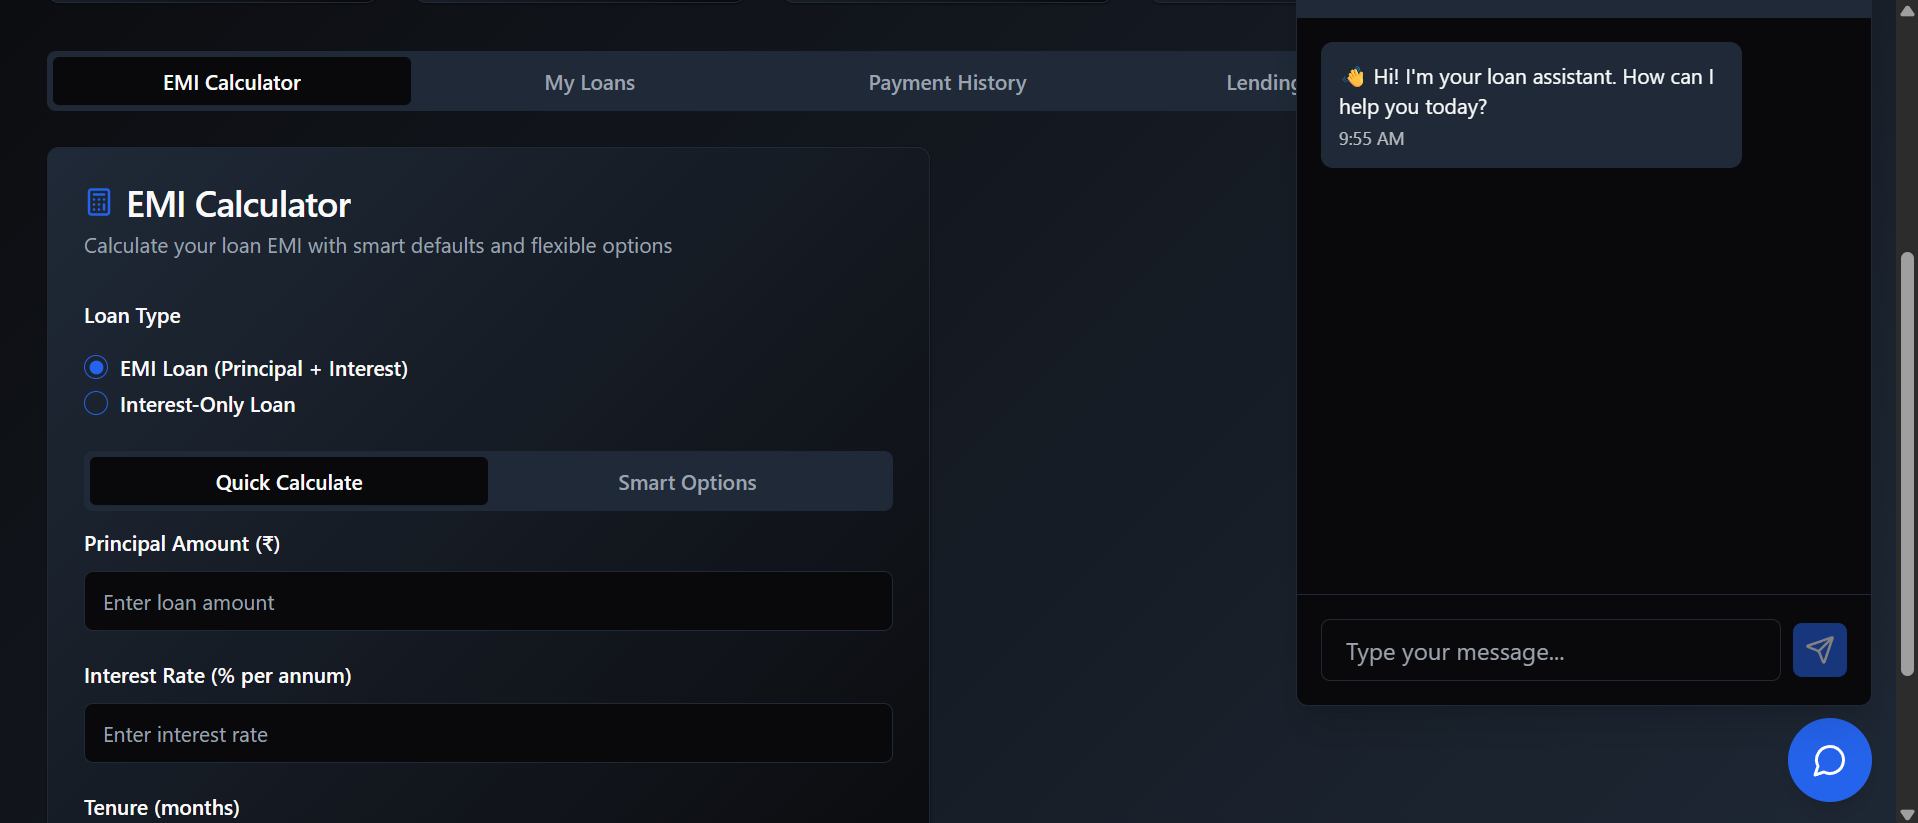 EMI Calculator
My Loans
Payment History
Lending
EMI Calculator
Calculate your loan EMI with smart defaults and flexible options
Loan Type
EMI Loan (Principal + Interest)
Interest-Only Loan
Quick Calculate
Smart Options
Principal Amount (₹)
Enter loan amount
Interest Rate (% per annum)
Enter interest rate
Tenure (months)
👋 Hi! I'm your loan assistant. How can I
help you today?
9:55 AM
Type your message...